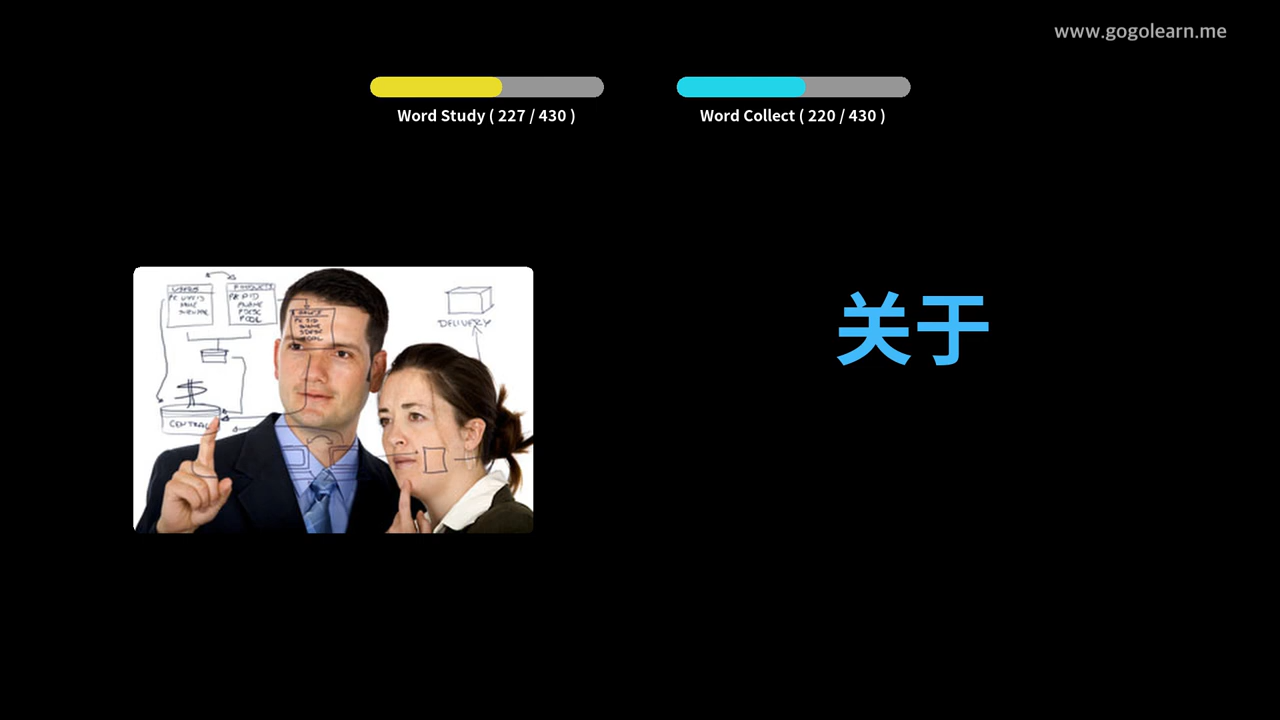 www.gogolearn.me
Word Study ( 227 / 430 )
Word Collect ( 220 / 430 )
关于
DELIVERY
CENTRAL